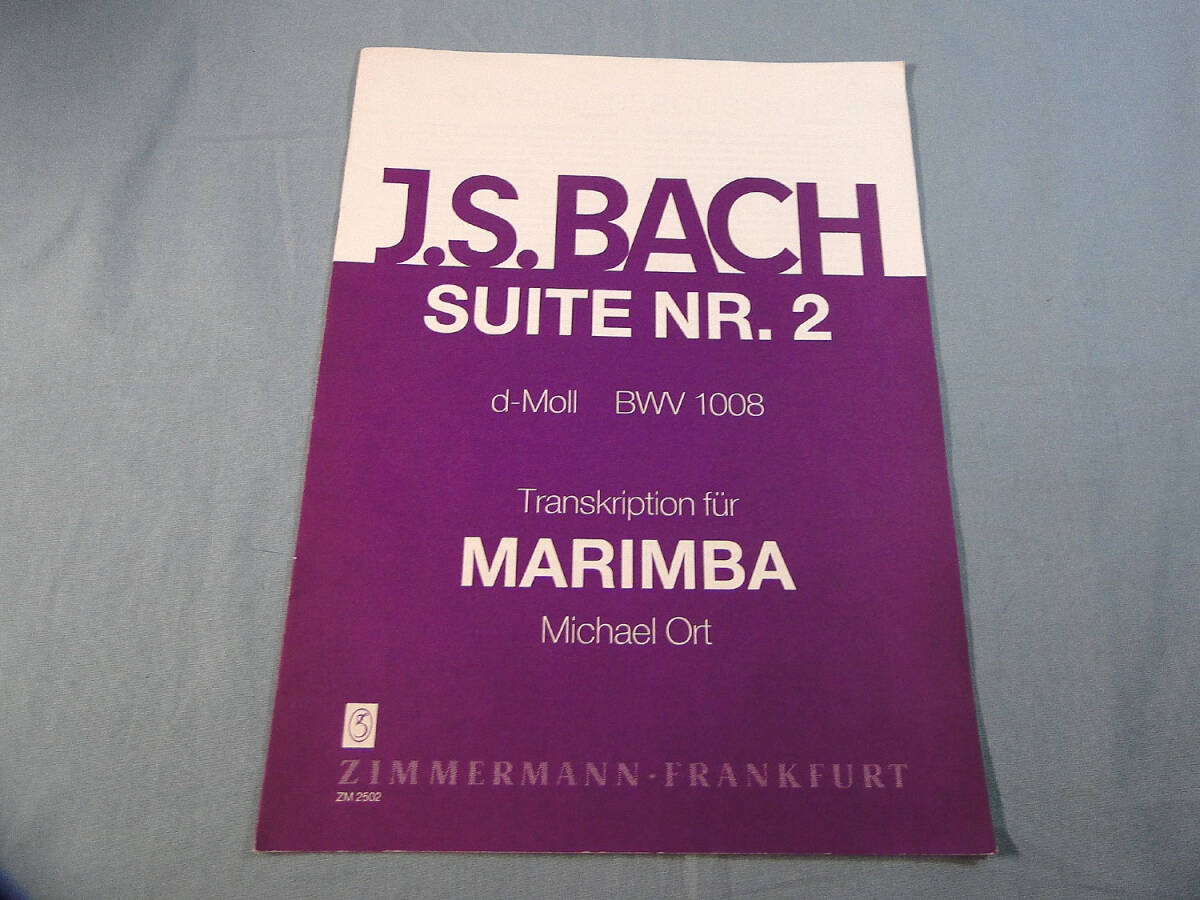 J.S.BACH
SUITE NR. 2
d-Moll BWV 1008
Transkription für
MARIMBA
Michael Ort
ZIMMERMANN · FRANKFURT
ZM 2502